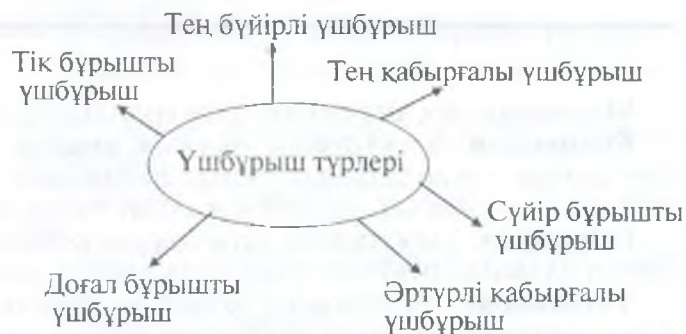 Тең бүйірлі үшбұрыш
Тік бұрышты
үшбұрыш
Тең қабырғалы үшбұрыш
Үшбұрыш түрлері
Сүйір бұрышты
үшбұрыш
Доғал бұрышты
үшбұрыш
Әртүрлі қабырғалы
үшбұрыш